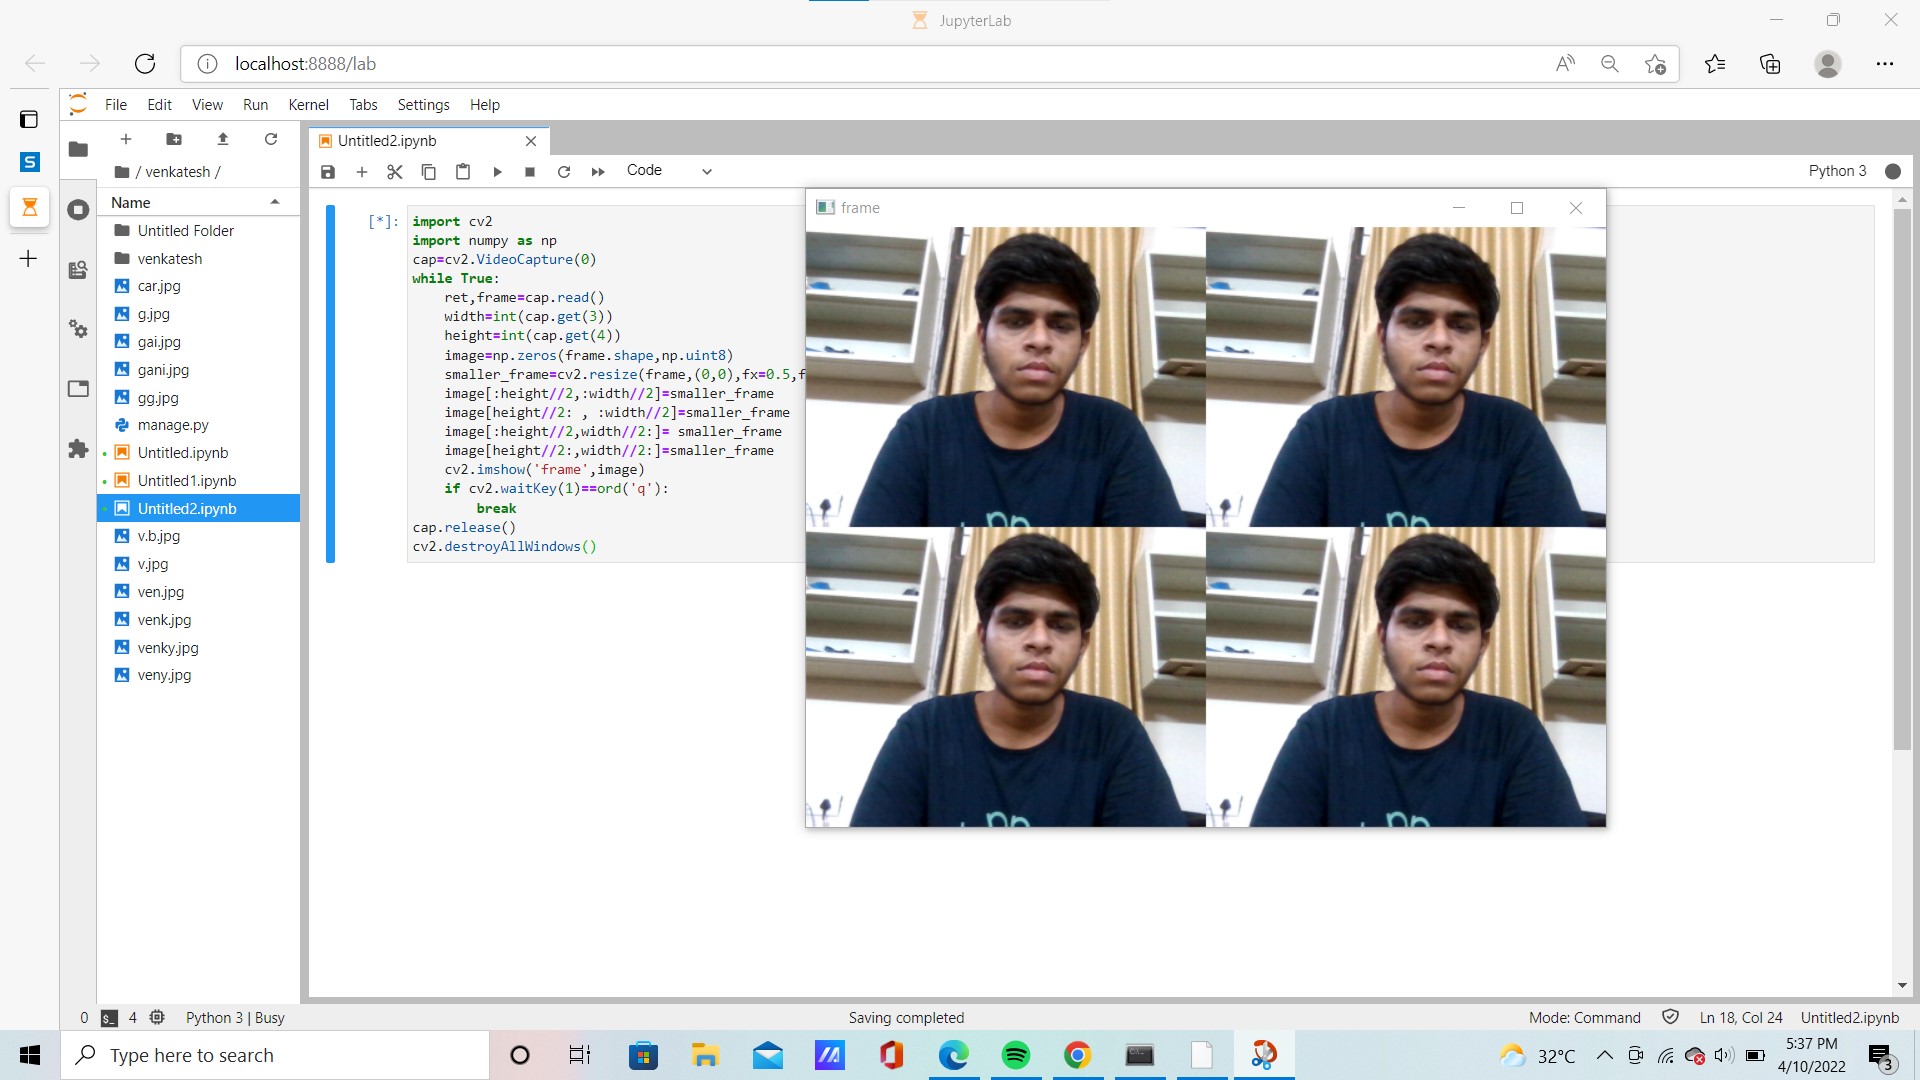 JupyterLab
localhost:8888/lab
File Edit View Run Kernel Tabs Settings Help
Untitled2.ipynb
/ venkatesh /
Code
Python 3
Name
Untitled Folder
venkatesh
car.jpg
g.jpg
gai.jpg
gani.jpg
gg.jpg
manage.py
Untitled.ipynb
Untitled1.ipynb
Untitled2.ipynb
v.b.jpg
v.jpg
ven.jpg
venk.jpg
venky.jpg
veny.jpg
[*]:
import cv2
import numpy as np
cap=cv2.VideoCapture(0)
while True:
    ret,frame=cap.read()
    width=int(cap.get(3))
    height=int(cap.get(4))
    image=np.zeros(frame.shape,np.uint8)
    smaller_frame=cv2.resize(frame,(0,0),fx=0.5,f
    image[:height//2,:width//2]=smaller_frame
    image[height//2: , :width//2]=smaller_frame
    image[:height//2,width//2:]= smaller_frame
    image[height//2:,width//2:]=smaller_frame
    cv2.imshow('frame',image)
    if cv2.waitKey(1)==ord('q'):
        break
cap.release()
cv2.destroyAllWindows()
frame
0 4 Python 3 | Busy
Saving completed
Mode: Command
Ln 18, Col 24
Untitled2.ipynb
Type here to search
32°C
5:37 PM
4/10/2022
3